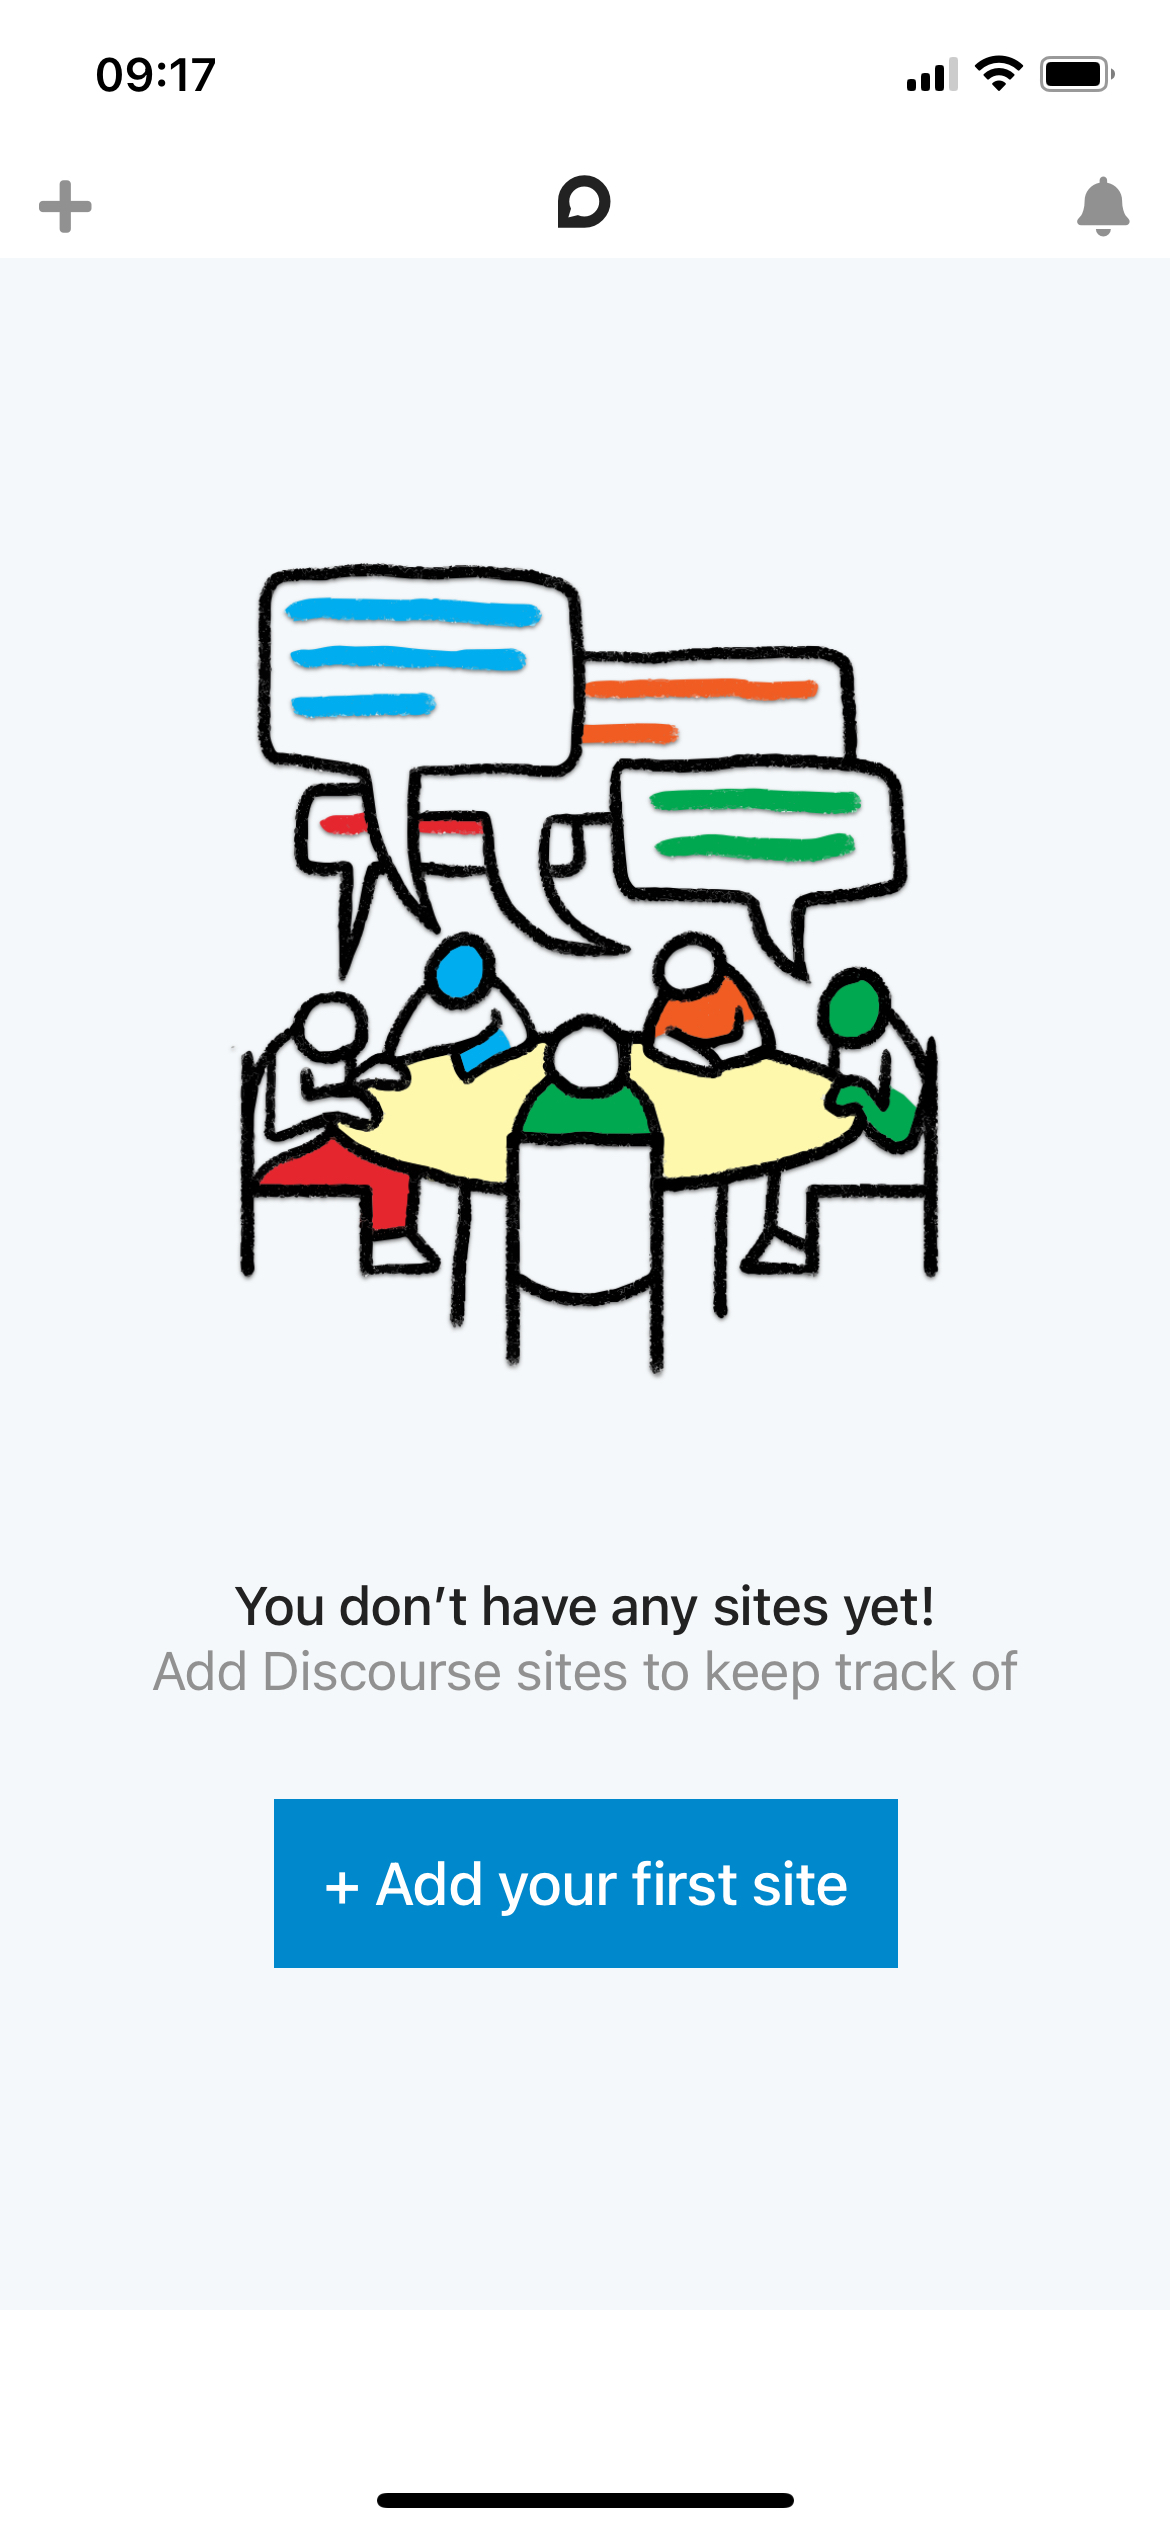 09:17
You don’t have any sites yet!
Add Discourse sites to keep track of
+ Add your first site